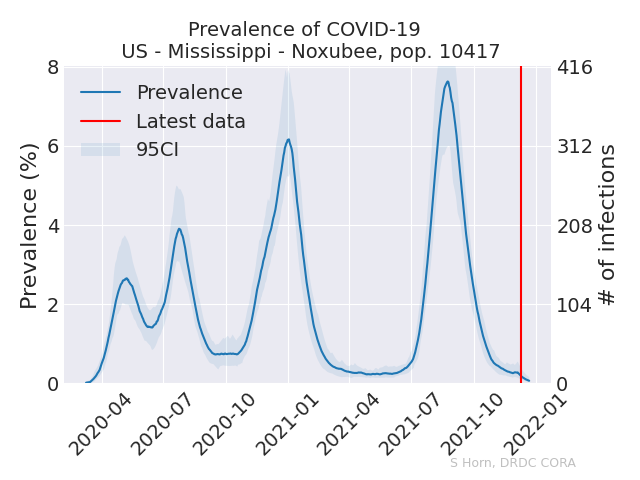 Prevalence of COVID-19
US - Mississippi - Noxubee, pop. 10417
Prevalence
Latest data
95CI
Prevalence (%)
8
6
4
2
0
# of infections
416
312
208
104
0
2020-04
2020-07
2020-10
2021-01
2021-04
2021-07
2021-10
2022-01
S Horn, DRDC CORA